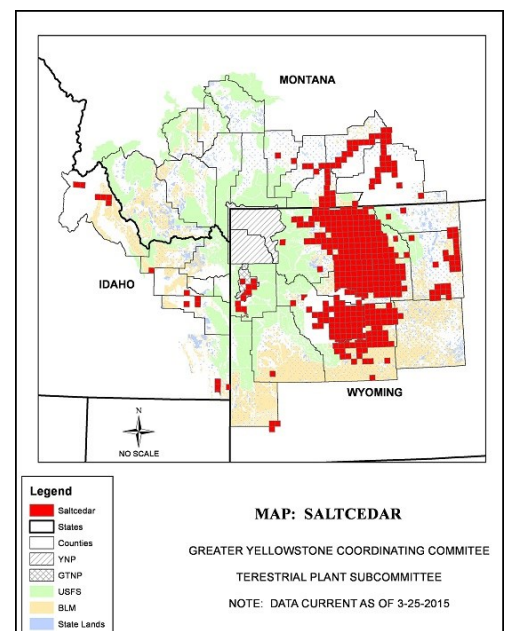 MONTANA
IDAHO
WYOMING
N
NO SCALE
Legend
Saltcedar
States
Counties
YNP
GTNP
USFS
BLM
State Lands
MAP: SALTCEDAR
GREATER YELLOWSTONE COORDINATING COMMITEE
TERESTRIAL PLANT SUBCOMMITTEE
NOTE: DATA CURRENT AS OF 3-25-2015